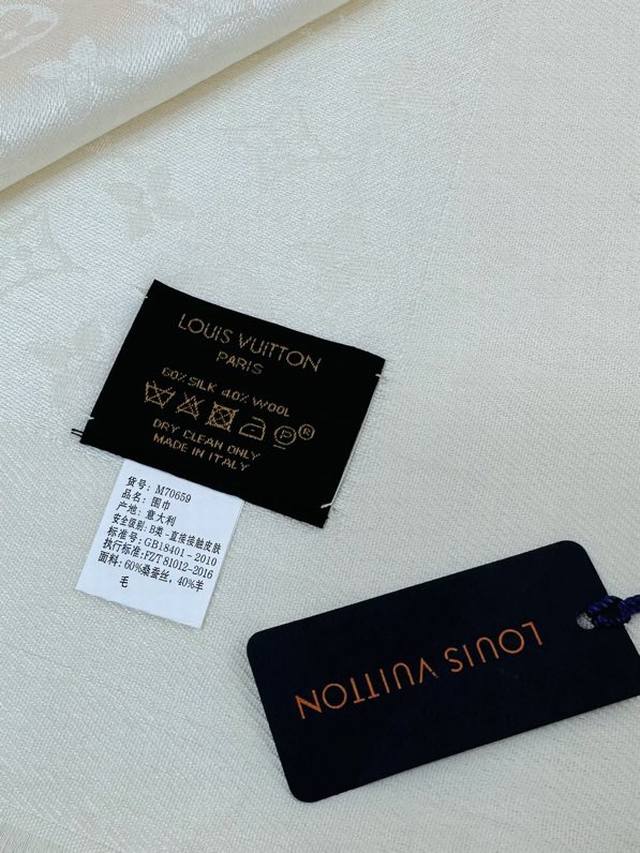 LOUIS VUITTON
PARIS
60% SILK 40% WOOL
P R
DRY CLEAN ONLY
MADE IN ITALY
货号: M70659
品名: 围巾
产地: 意大利
安全级别: B类-直接接触皮肤
标准号: GB18401-2010
执行标准:FZT 81012-2016
面料: 60%桑蚕丝, 40%羊
毛
LOUIS VUITTON